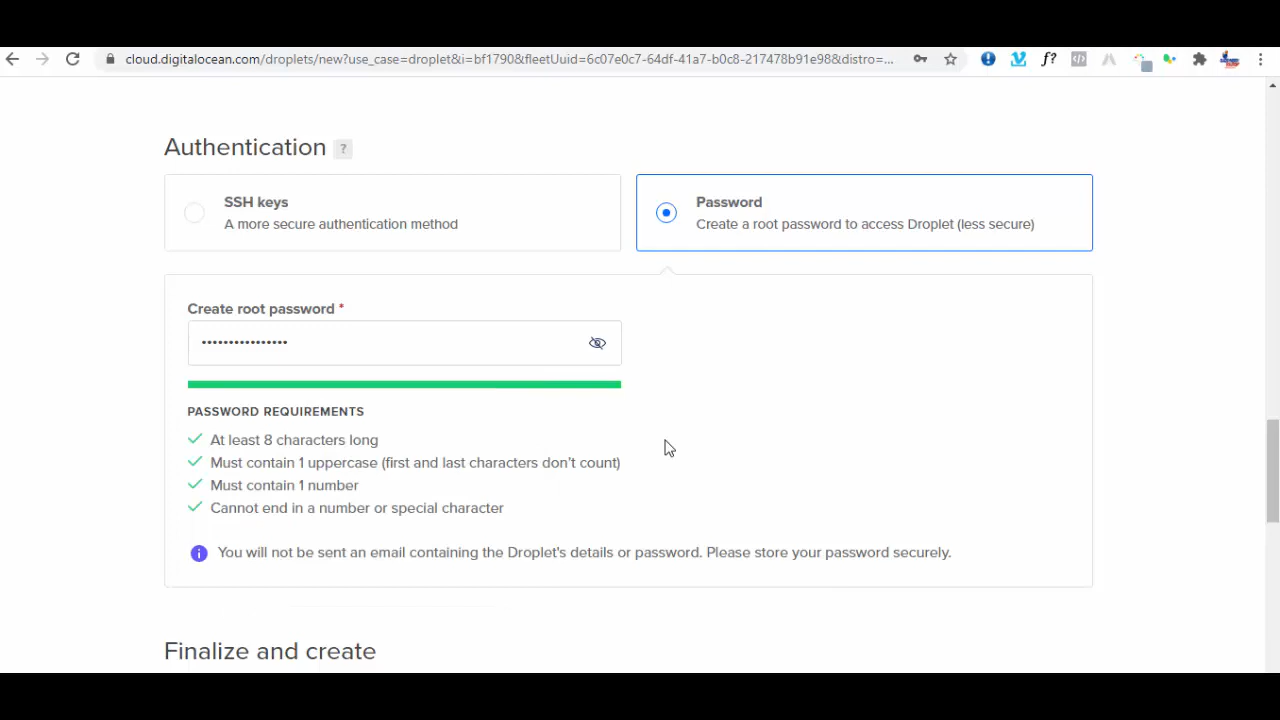 cloud.digitalocean.com/droplets/new?use_case=droplet&i=bf1790&fleetUuid=6c07e0c7-64df-41a7-b0c8-217478b91e98&distro=...
f?
Authentication ?
SSH keys
A more secure authentication method
Password
Create a root password to access Droplet (less secure)
Create root password *
••••••••••••••••
PASSWORD REQUIREMENTS
At least 8 characters long
Must contain 1 uppercase (first and last characters don't count)
Must contain 1 number
Cannot end in a number or special character
You will not be sent an email containing the Droplet's details or password. Please store your password securely.
Finalize and create